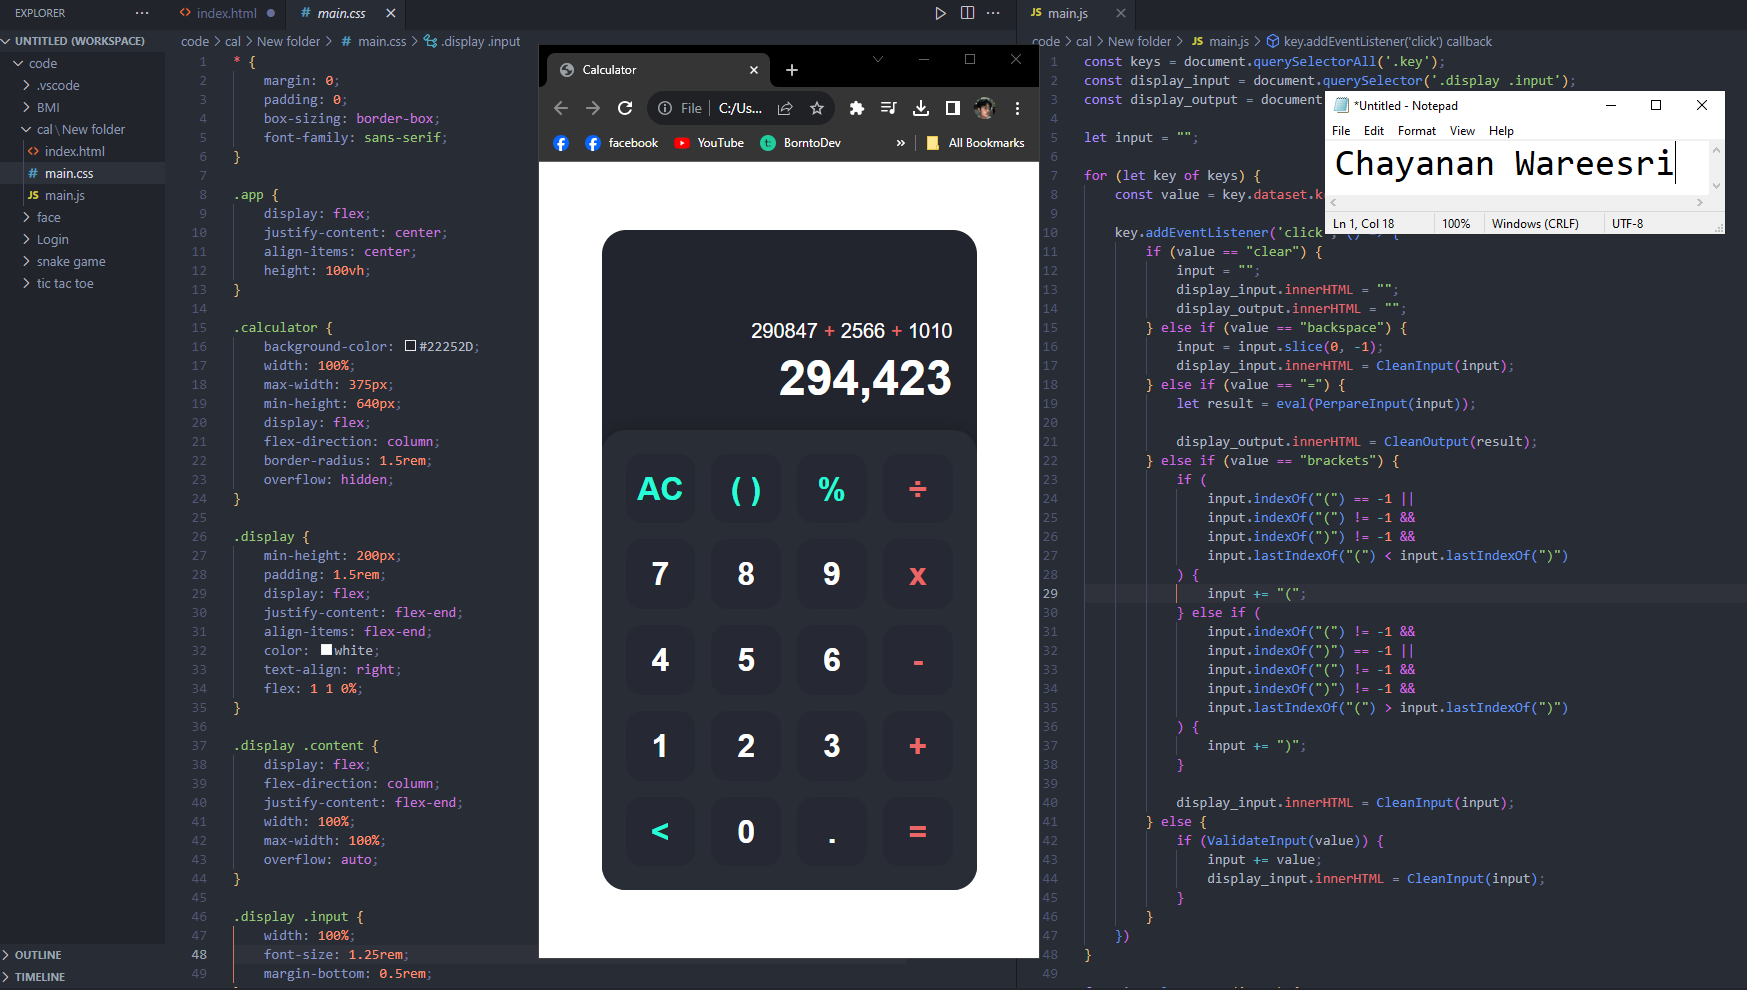 EXPLORER
UNTITLED (WORKSPACE)
code
.vscode
BMI
cal \ New folder
index.html
main.css
JS main.js
face
Login
snake game
tic tac toe
OUTLINE
TIMELINE
index.html
# main.css
code > cal > New folder > # main.css > .display .input
1 * {
2 margin: 0;
3 padding: 0;
4 box-sizing: border-box;
5 font-family: sans-serif;
6 }
7
8 .app {
9 display: flex;
10 justify-content: center;
11 align-items: center;
12 height: 100vh;
13 }
14
15 .calculator {
16 background-color: #22252D;
17 width: 100%;
18 max-width: 375px;
19 min-height: 640px;
20 display: flex;
21 flex-direction: column;
22 border-radius: 1.5rem;
23 overflow: hidden;
24 }
25
26 .display {
27 min-height: 200px;
28 padding: 1.5rem;
29 display: flex;
30 justify-content: flex-end;
31 align-items: flex-end;
32 color: white;
33 text-align: right;
34 flex: 1 1 0%;
35 }
36
37 .display .content {
38 display: flex;
39 flex-direction: column;
40 justify-content: flex-end;
41 width: 100%;
42 max-width: 100%;
43 overflow: auto;
44 }
45
46 .display .input {
47 width: 100%;
48 font-size: 1.25rem;
49 margin-bottom: 0.5rem;
Calculator
File | C:/Us...
facebook YouTube BorntoDev » All Bookmarks
290847 + 2566 + 1010
294,423
AC ( ) % ÷
7 8 9 x
4 5 6 -
1 2 3 +
< 0 . =
JS main.js
code > cal > New folder > JS main.js > key.addEventListener('click') callback
1 const keys = document.querySelectorAll('.key');
2 const display_input = document.querySelector('.display .input');
3 const display_output = document
4
5 let input = "";
6
7 for (let key of keys) {
8 const value = key.dataset.k
9
10 key.addEventListener('click', () => {
11 if (value == "clear") {
12 input = "";
13 display_input.innerHTML = "";
14 display_output.innerHTML = "";
15 } else if (value == "backspace") {
16 input = input.slice(0, -1);
17 display_input.innerHTML = CleanInput(input);
18 } else if (value == "=") {
19 let result = eval(PerpareInput(input));
20
21 display_output.innerHTML = CleanOutput(result);
22 } else if (value == "brackets") {
23 if (
24 input.indexOf("(") == -1 ||
25 input.indexOf("(") != -1 &&
26 input.indexOf(")") != -1 &&
27 input.lastIndexOf("(") < input.lastIndexOf(")")
28 ) {
29 input += "(";
30 } else if (
31 input.indexOf("(") != -1 &&
32 input.indexOf(")") == -1 ||
33 input.indexOf("(") != -1 &&
34 input.indexOf(")") != -1 &&
35 input.lastIndexOf("(") > input.lastIndexOf(")")
36 ) {
37 input += ")";
38 }
39
40 display_input.innerHTML = CleanInput(input);
41 } else {
42 if (ValidateInput(value)) {
43 input += value;
44 display_input.innerHTML = CleanInput(input);
45 }
46 }
47 })
48 }
49
*Untitled - Notepad
File Edit Format View Help
Chayanan Wareesri
Ln 1, Col 18 100% Windows (CRLF) UTF-8